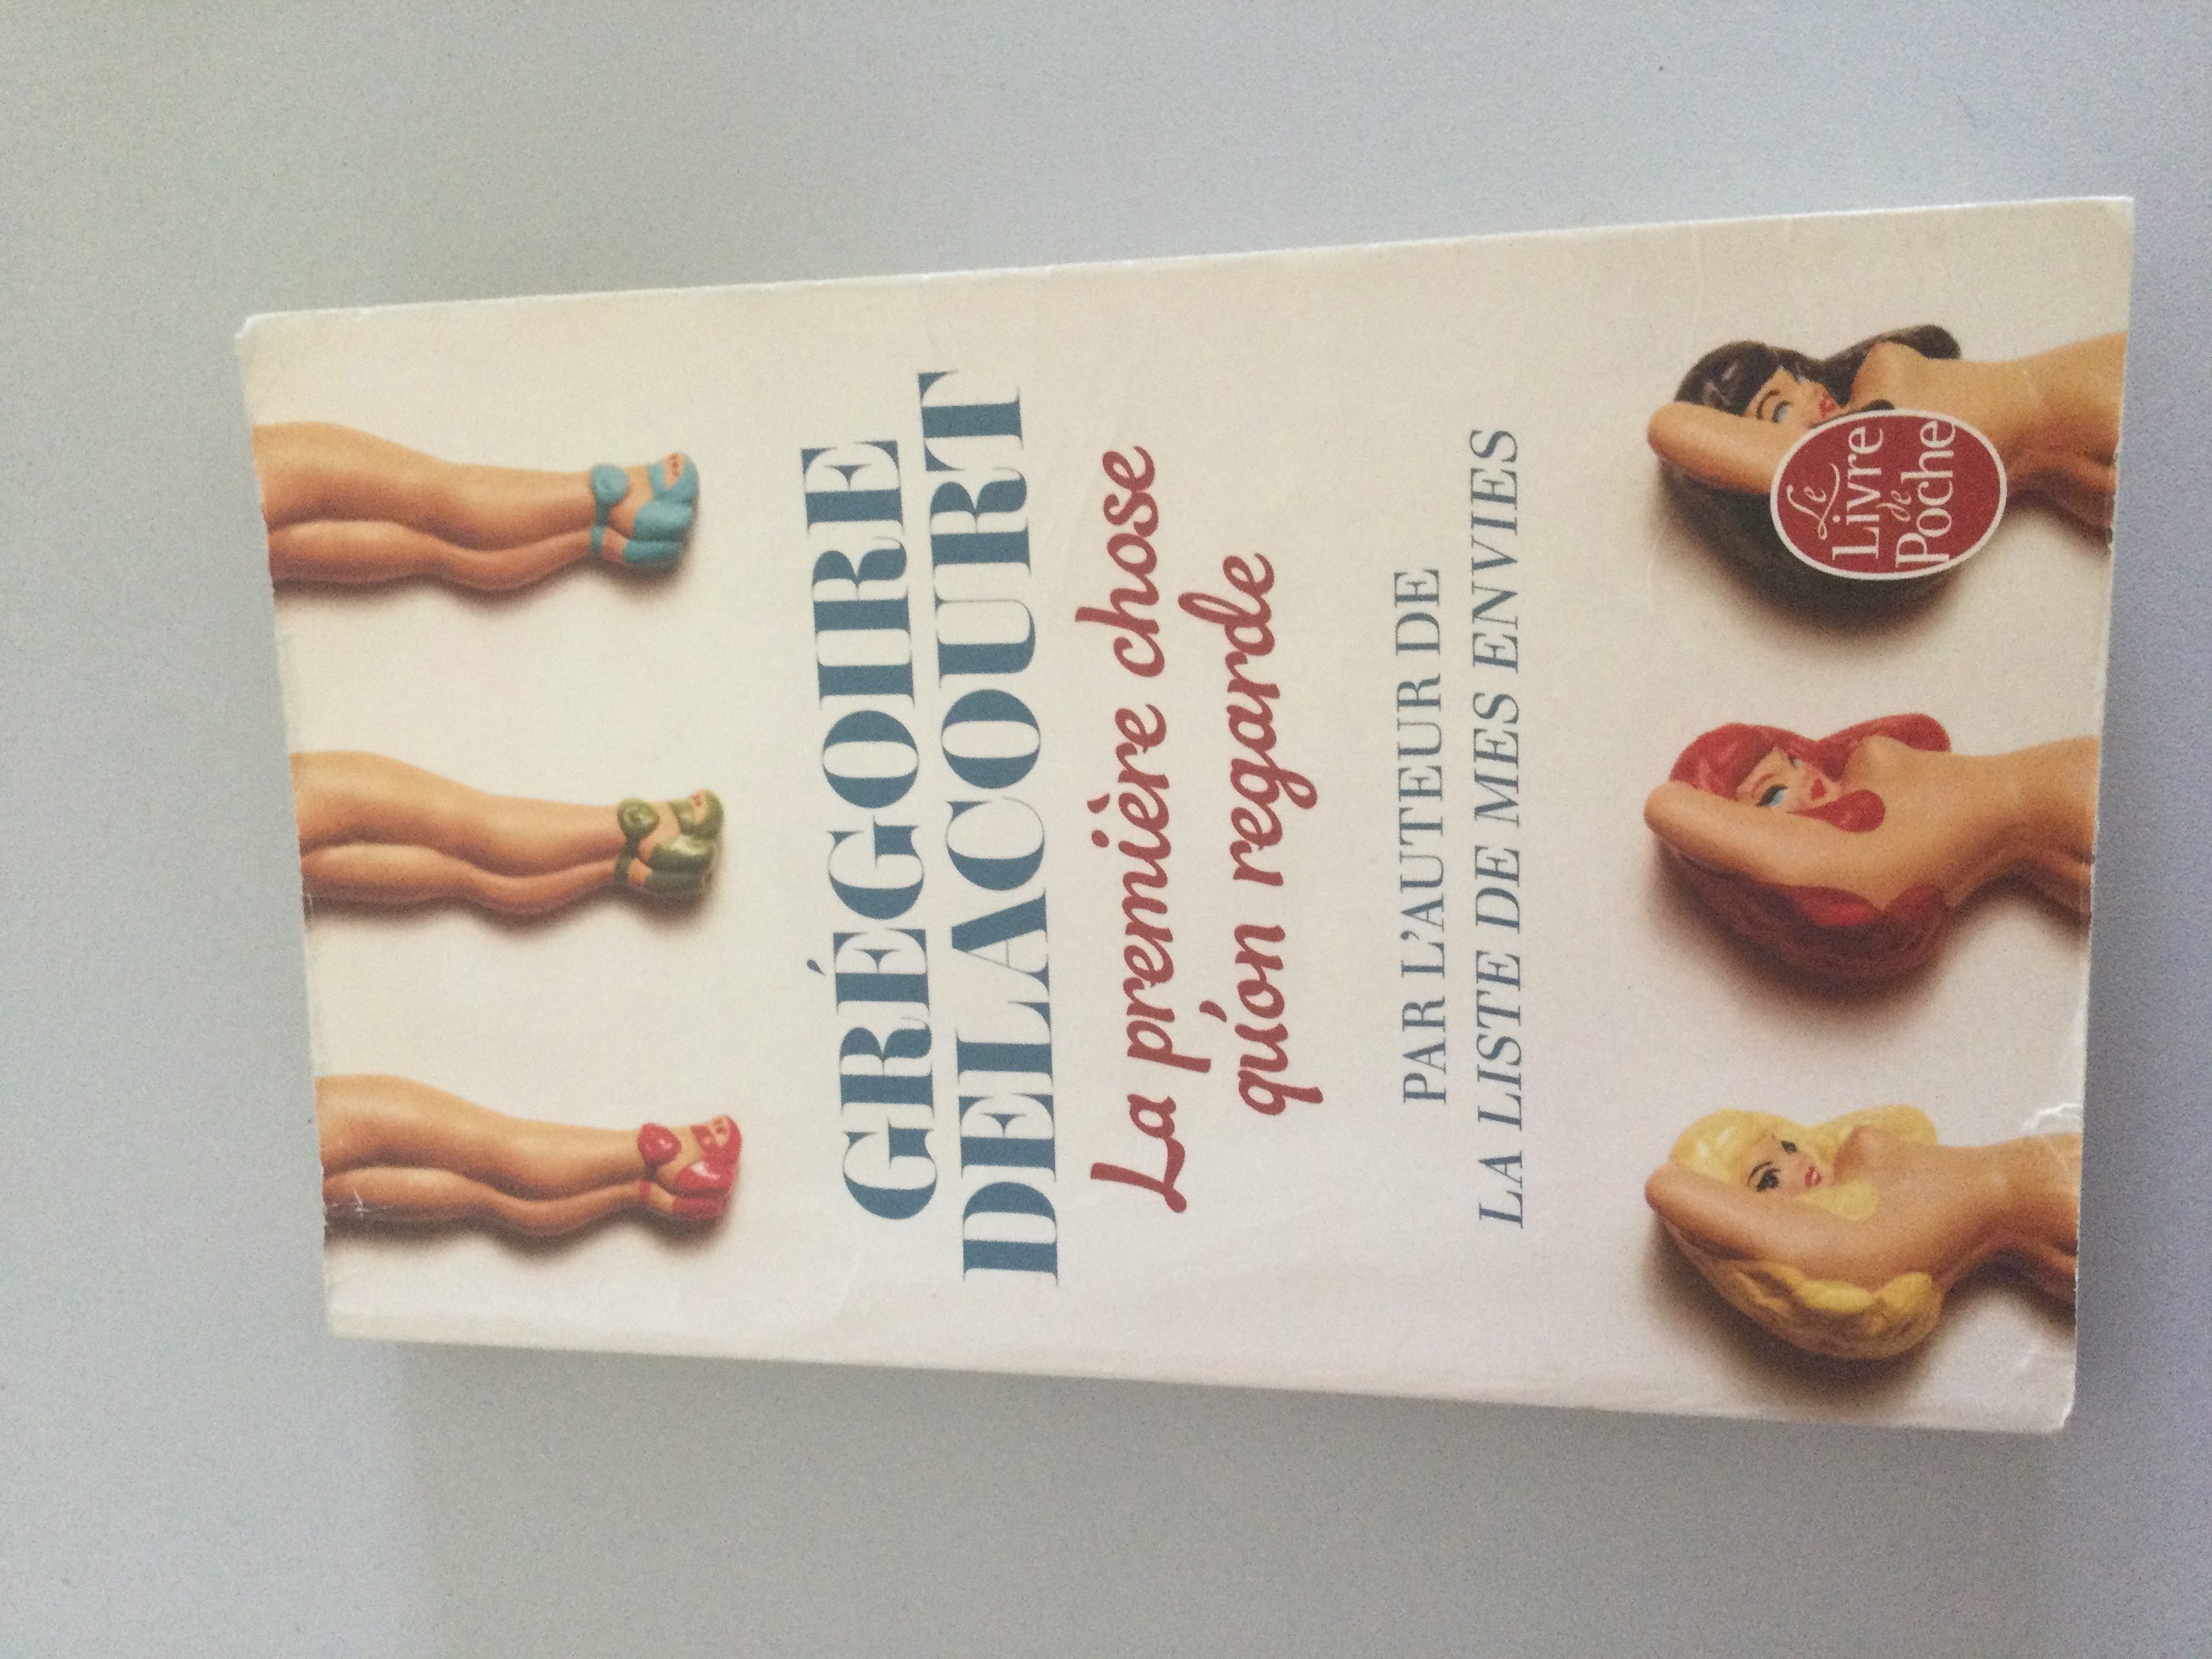 GRÉGOIRE
DELACOURT
La première chose
qu'on regarde
PAR L'AUTEUR DE
LA LISTE DE MES ENVIES
Le
Livre
de
Poche